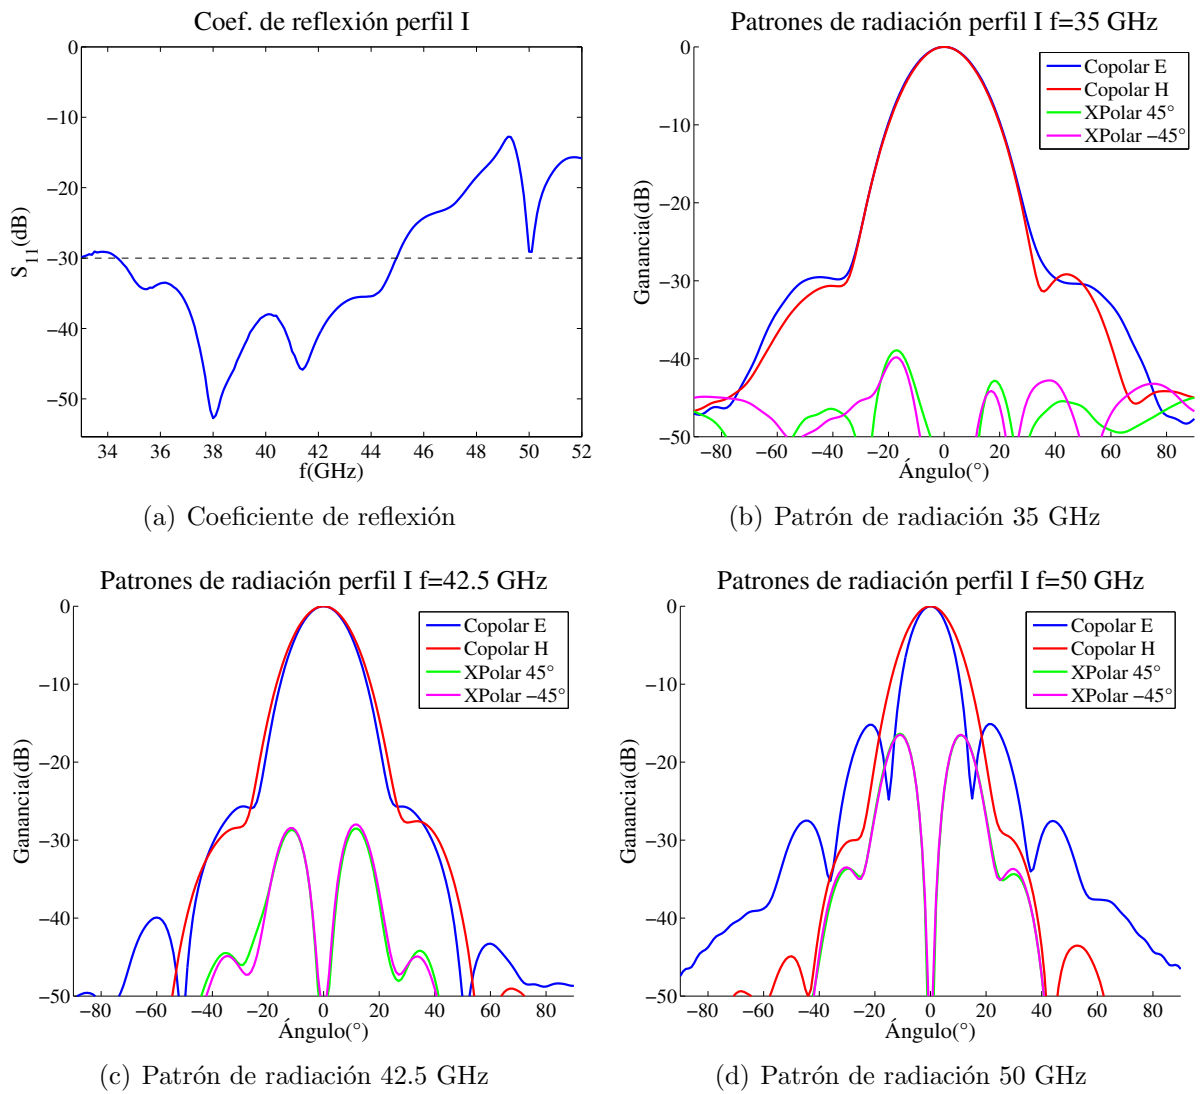 Coef. de reflexión perfil I
0
−10
−20
−30
−40
−50
S11(dB)
34 36 38 40 42 44 46 48 50 52
f(GHz)
(a) Coeficiente de reflexión
Patrones de radiación perfil I f=35 GHz
0
−10
−20
−30
−40
−50
Ganancia(dB)
Copolar E
Copolar H
XPolar 45°
XPolar −45°
−80 −60 −40 −20 0 20 40 60 80
Ángulo(°)
(b) Patrón de radiación 35 GHz
Patrones de radiación perfil I f=42.5 GHz
0
−10
−20
−30
−40
−50
Ganancia(dB)
Copolar E
Copolar H
XPolar 45°
XPolar −45°
−80 −60 −40 −20 0 20 40 60 80
Ángulo(°)
(c) Patrón de radiación 42.5 GHz
Patrones de radiación perfil I f=50 GHz
0
−10
−20
−30
−40
−50
Ganancia(dB)
Copolar E
Copolar H
XPolar 45°
XPolar −45°
−80 −60 −40 −20 0 20 40 60 80
Ángulo(°)
(d) Patrón de radiación 50 GHz